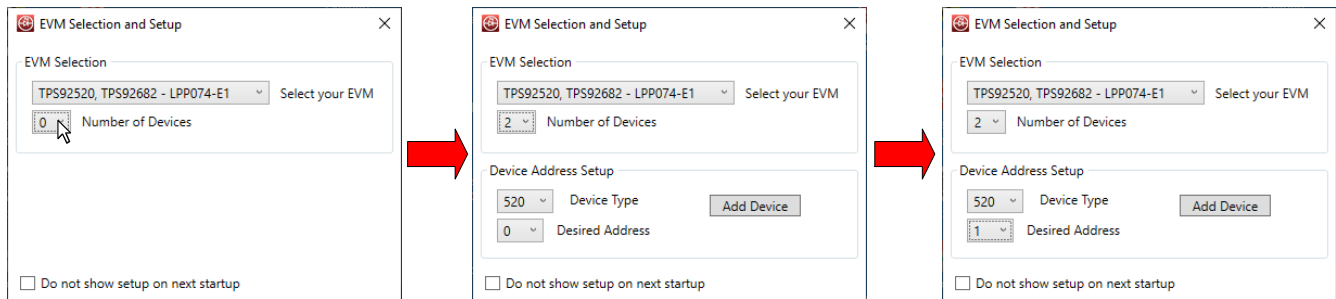 EVM Selection and Setup
EVM Selection
TPS92520, TPS92682 - LPP074-E1 Select your EVM
0 Number of Devices
Do not show setup on next startup
EVM Selection and Setup
EVM Selection
TPS92520, TPS92682 - LPP074-E1 Select your EVM
2 Number of Devices
Device Address Setup
520 Device Type Add Device
0 Desired Address
Do not show setup on next startup
EVM Selection and Setup
EVM Selection
TPS92520, TPS92682 - LPP074-E1 Select your EVM
2 Number of Devices
Device Address Setup
520 Device Type Add Device
1 Desired Address
Do not show setup on next startup